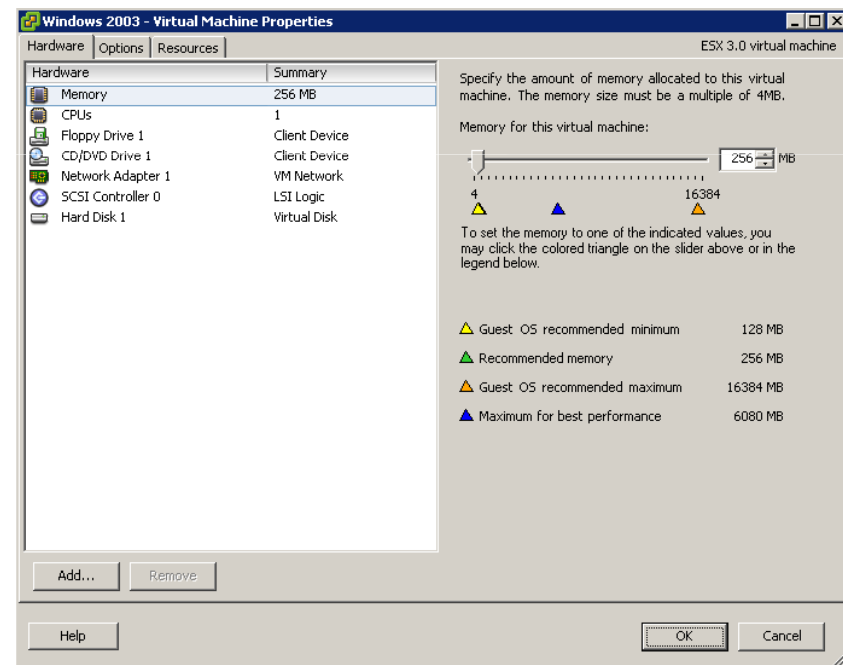 Windows 2003 - Virtual Machine Properties
Hardware Options Resources ESX 3.0 virtual machine
Hardware Summary
Memory 256 MB
CPUs 1
Floppy Drive 1 Client Device
CD/DVD Drive 1 Client Device
Network Adapter 1 VM Network
SCSI Controller 0 LSI Logic
Hard Disk 1 Virtual Disk
Specify the amount of memory allocated to this virtual
machine. The memory size must be a multiple of 4MB.
Memory for this virtual machine:
256 MB
4 16384
To set the memory to one of the indicated values, you
may click the colored triangle on the slider above or in the
legend below.
Guest OS recommended minimum 128 MB
Recommended memory 256 MB
Guest OS recommended maximum 16384 MB
Maximum for best performance 6080 MB
Add... Remove
Help OK Cancel